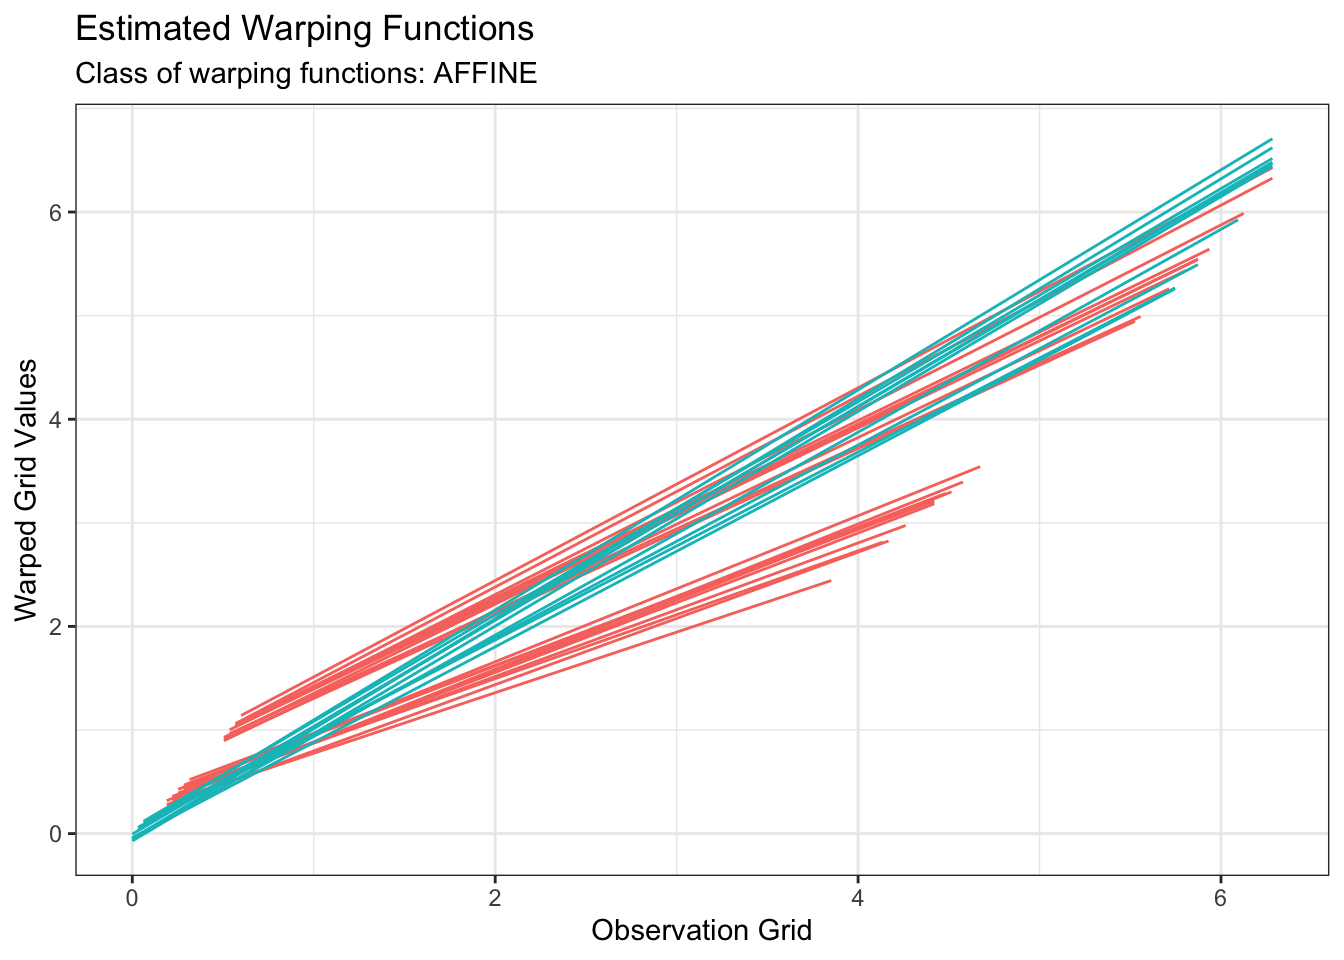 Estimated Warping Functions
Class of warping functions: AFFINE
Warped Grid Values
6
4
2
0
0 2 4 6
Observation Grid